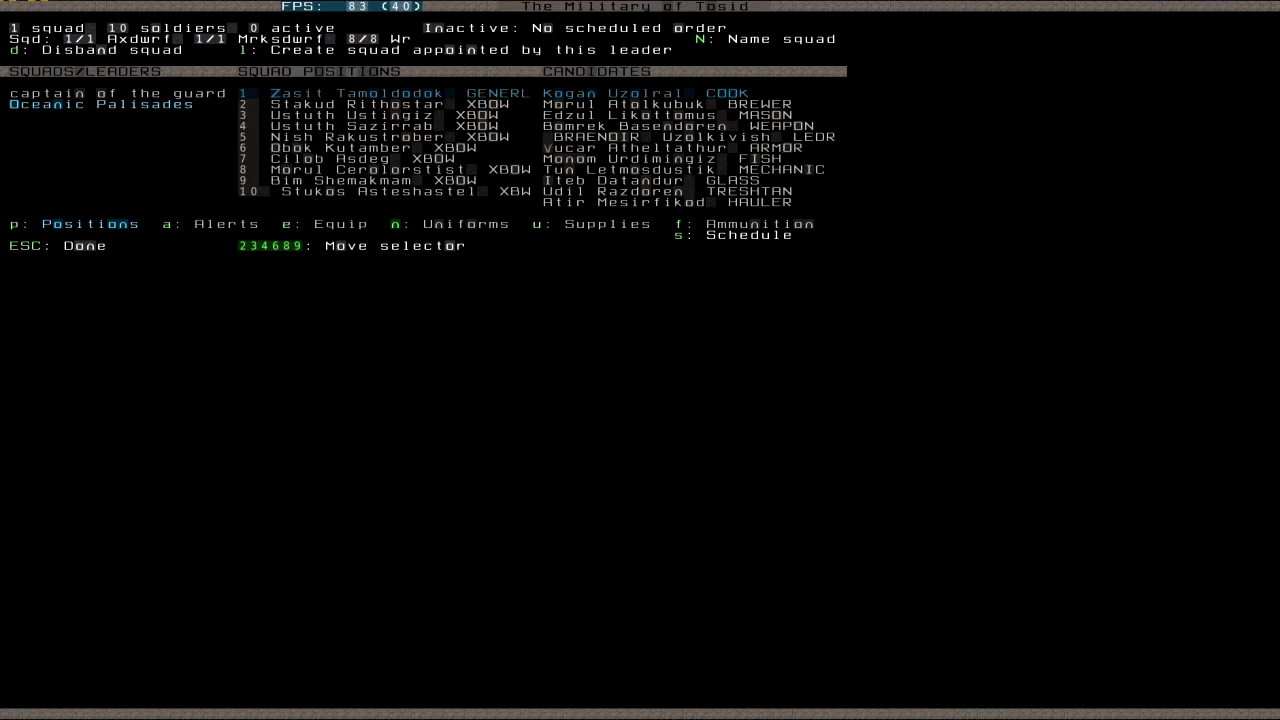 FPS: 83 (40) The Military of Tosid
1 squad 10 soldiers 0 active Inactive: No scheduled order
Sqd: 1/1 Axdwrf 1/1 Mrksdwrf 8/8 Wr N: Name squad
d: Disband squad l: Create squad appointed by this leader
SQUADS/LEADERS SQUAD POSITIONS CANDIDATES
captain of the guard 1 Zasit Tamoldodok GENERL Kogan Uzolral COOK
Oceanic Palisades 2 Stakud Rithostar XBOW Morul Atolkubuk BREWER
3 Ustuth Ustingiz XBOW Edzul Likottomus MASON
4 Ustuth Sazirrab XBOW Bomrek Basendoren WEAPON
5 Nish Rakustrober XBOW BRAENOIR Uzolkivish LEDR
6 Obok Kutamber XBOW Vucar Atheltathur ARMOR
7 Cilob Asdeg XBOW Monom Urdimingiz FISH
8 Morul Cerolorstist XBOW Tun Letmosdustik MECHANIC
9 Bim Shemakmam XBOW Iteb Datandur GLASS
10 Stukos Asteshastel XBW Udil Razdoren TRESHTAN
Atir Mesirfikod HAULER
p: Positions a: Alerts e: Equip n: Uniforms u: Supplies f: Ammunition
s: Schedule
ESC: Done 234689: Move selector